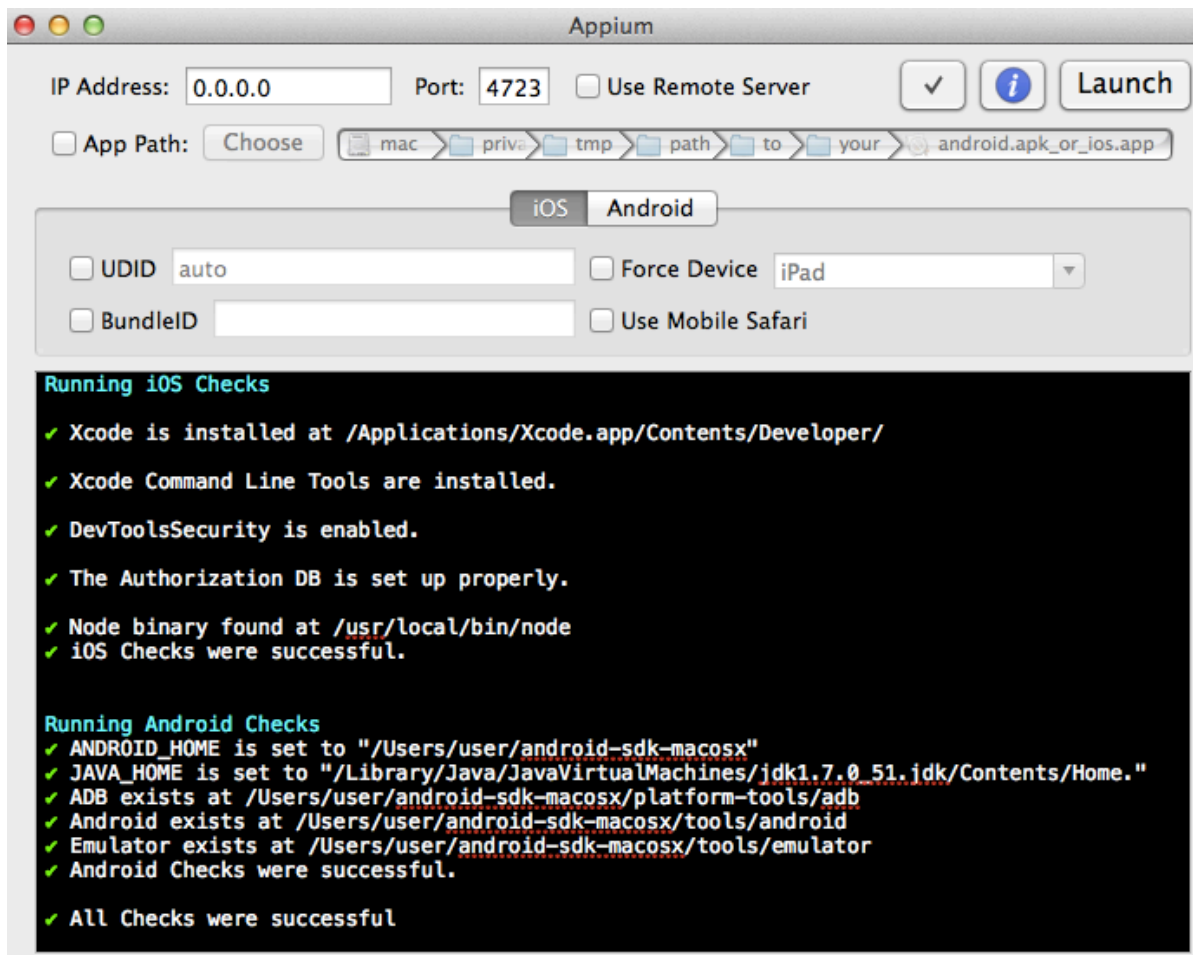 Appium
IP Address: 0.0.0.0 Port: 4723 Use Remote Server ✓ i Launch
App Path: Choose mac priva tmp path to your android.apk_or_ios.app
iOS Android
UDID auto Force Device iPad
BundleID Use Mobile Safari
Running iOS Checks
✔ Xcode is installed at /Applications/Xcode.app/Contents/Developer/
✔ Xcode Command Line Tools are installed.
✔ DevToolsSecurity is enabled.
✔ The Authorization DB is set up properly.
✔ Node binary found at /usr/local/bin/node
✔ iOS Checks were successful.
Running Android Checks
✔ ANDROID_HOME is set to "/Users/user/android-sdk-macosx"
✔ JAVA_HOME is set to "/Library/Java/JavaVirtualMachines/jdk1.7.0_51.jdk/Contents/Home."
✔ ADB exists at /Users/user/android-sdk-macosx/platform-tools/adb
✔ Android exists at /Users/user/android-sdk-macosx/tools/android
✔ Emulator exists at /Users/user/android-sdk-macosx/tools/emulator
✔ Android Checks were successful.
✔ All Checks were successful